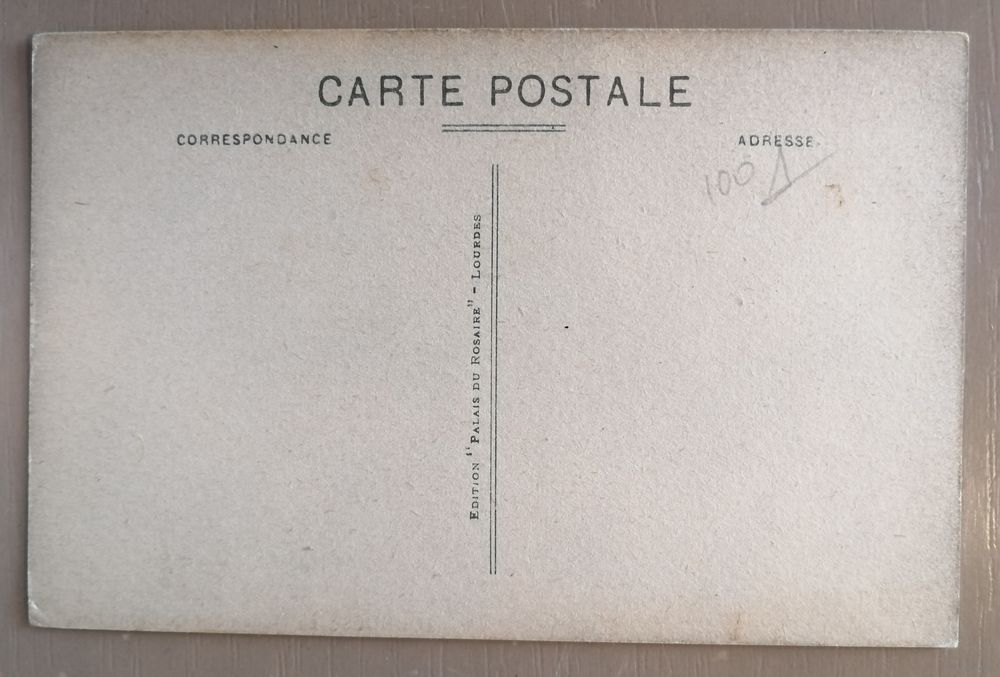 CARTE POSTALE
CORRESPONDANCE
ADRESSE
100
EDITION "PALAIS DU ROSAIRE" - LOURDES